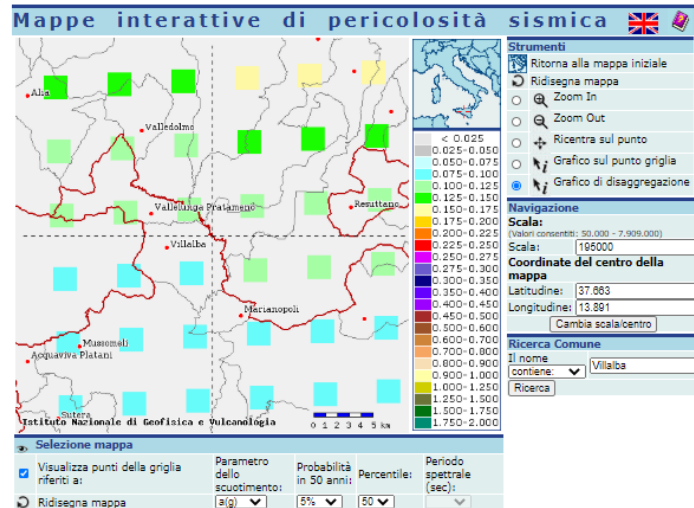 Mappe interattive di pericolosità sismica
Alia
Valledolmo
Vallelunga Pratameno
Resuttano
Villalba
Marianopoli
Mussomeli
Acquaviva Platani
Sutera
Istituto Nazionale di Geofisica e Vulcanologia
0 1 2 3 4 5 km
< 0.025
0.025-0.050
0.050-0.075
0.075-0.100
0.100-0.125
0.125-0.150
0.150-0.175
0.175-0.200
0.200-0.225
0.225-0.250
0.250-0.275
0.275-0.300
0.300-0.350
0.350-0.400
0.400-0.450
0.450-0.500
0.500-0.600
0.600-0.700
0.700-0.800
0.800-0.900
0.900-1.000
1.000-1.250
1.250-1.500
1.500-1.750
1.750-2.000
Strumenti
Ritorna alla mappa iniziale
Ridisegna mappa
Zoom In
Zoom Out
Ricentra sul punto
Grafico sul punto griglia
Grafico di disaggregazione
Navigazione
Scala:
(Valori consentiti: 50.000 - 7.909.000)
Scala: 195000
Coordinate del centro della
mappa
Latitudine: 37.663
Longitudine: 13.891
Cambia scala/centro
Ricerca Comune
Il nome
contiene: Villalba
Ricerca
Selezione mappa
Visualizza punti della griglia
riferiti a:
Parametro
dello
scuotimento:
Probabilità
in 50 anni:
Percentile:
Periodo
spettrale
(sec):
Ridisegna mappa
a(g) 5% 50